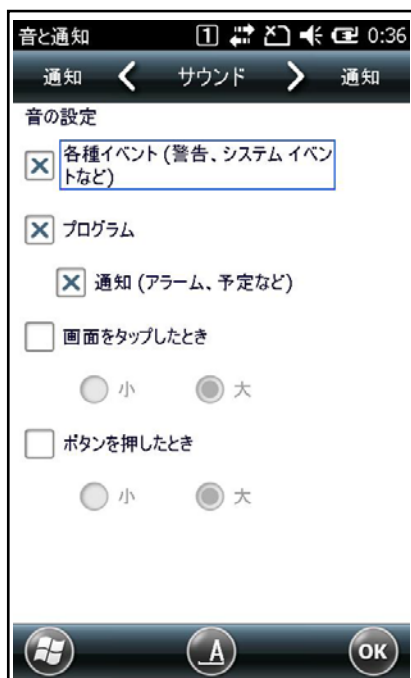 音と通知 1 0:36
通知 サウンド 通知
音の設定
各種イベント (警告、システム イベン
トなど)
プログラム
通知 (アラーム、予定など)
画面をタップしたとき
小 大
ボタンを押したとき
小 大
A OK